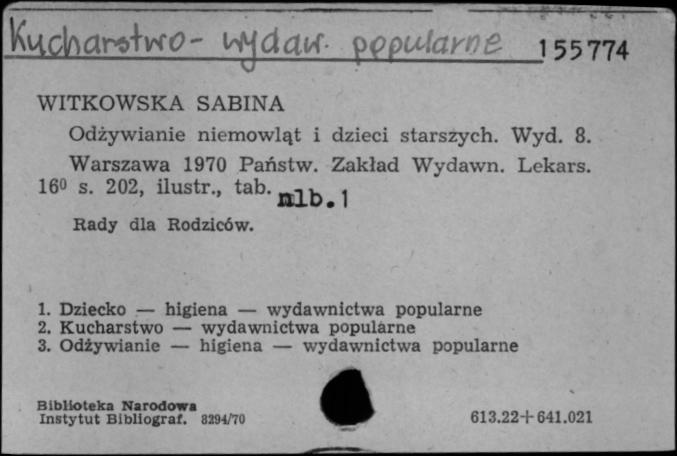 Kucharstwo - wydaw. popularne 155774
WITKOWSKA SABINA
Odżywianie niemowląt i dzieci starszych. Wyd. 8.
Warszawa 1970 Państw. Zakład Wydawn. Lekars.
16⁰ s. 202, ilustr., tab. nlb. 1
Rady dla Rodziców.
1. Dziecko — higiena — wydawnictwa popularne
2. Kucharstwo — wydawnictwa popularne
3. Odżywianie — higiena — wydawnictwa popularne
Biblioteka Narodowa
Instytut Bibliograf. 8294/70 613.22+641.021